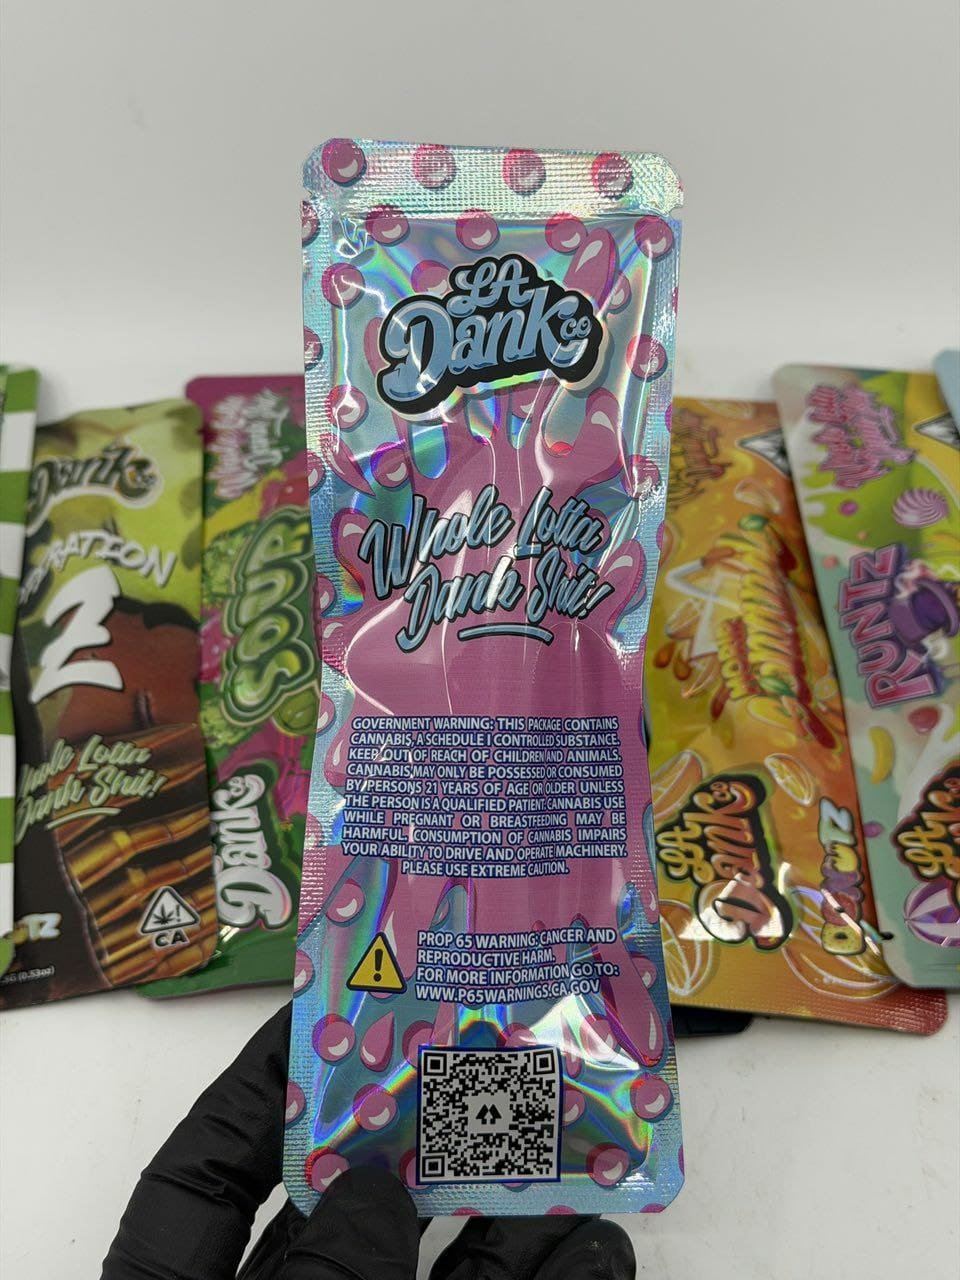 LA
Dank co
Whole Lotta
Dank Shit!
GOVERNMENT WARNING: THIS PACKAGE CONTAINS
CANNABIS, A SCHEDULE I CONTROLLED SUBSTANCE.
KEEP OUT OF REACH OF CHILDREN AND ANIMALS.
CANNABIS MAY ONLY BE POSSESSED OR CONSUMED
BY PERSONS 21 YEARS OF AGE OR OLDER UNLESS
THE PERSON IS A QUALIFIED PATIENT. CANNABIS USE
WHILE PREGNANT OR BREASTFEEDING MAY BE
HARMFUL. CONSUMPTION OF CANNABIS IMPAIRS
YOUR ABILITY TO DRIVE AND OPERATE MACHINERY.
PLEASE USE EXTREME CAUTION.
PROP 65 WARNING: CANCER AND
REPRODUCTIVE HARM.
FOR MORE INFORMATION GO TO:
WWW.P65WARNINGS.CA.GOV
Dank
Z
Whole Lotta
Dank Shit!
CA
(0.53oz)
SOUR
Dank co
LA
Dank co
RUNTZ
LA